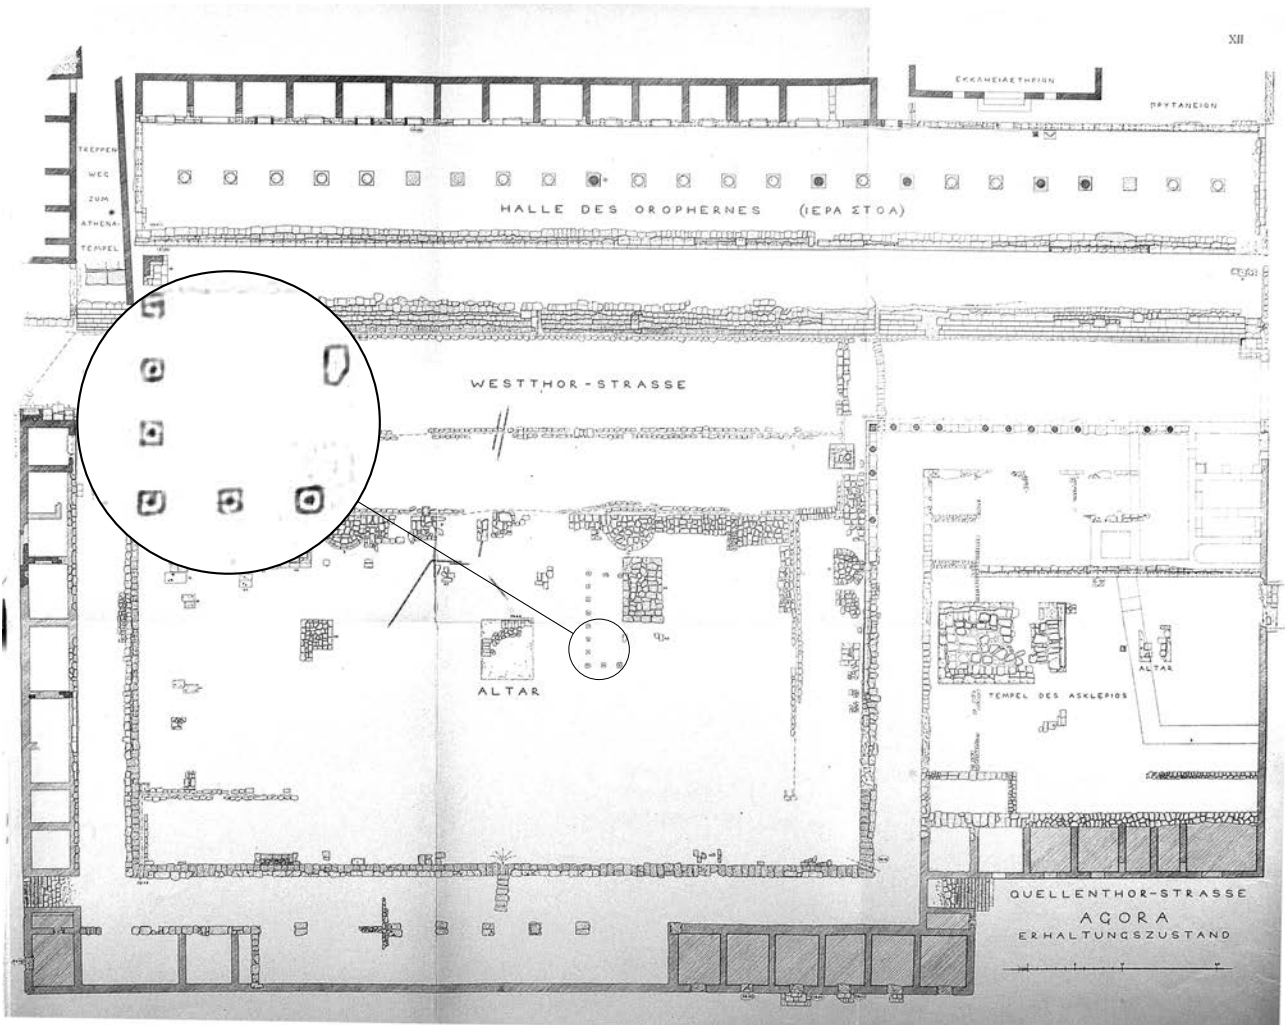 XII
ΕΚΚΛΗΣΙΑΣΤΗΡΙΟΝ
ΠΡΥΤΑΝΕΙΟΝ
TREPPEN
WEG
ZUM
ATHENA-
TEMPEL
HALLE DES OROPHERNES (ΙΕΡΑ ΣΤΟΑ)
WESTTHOR-STRASSE
ALTAR
ALTAR
TEMPEL DES ASKLEPIOS
QUELLENTHOR-STRASSE
AGORA
ERHALTUNGSZUSTAND